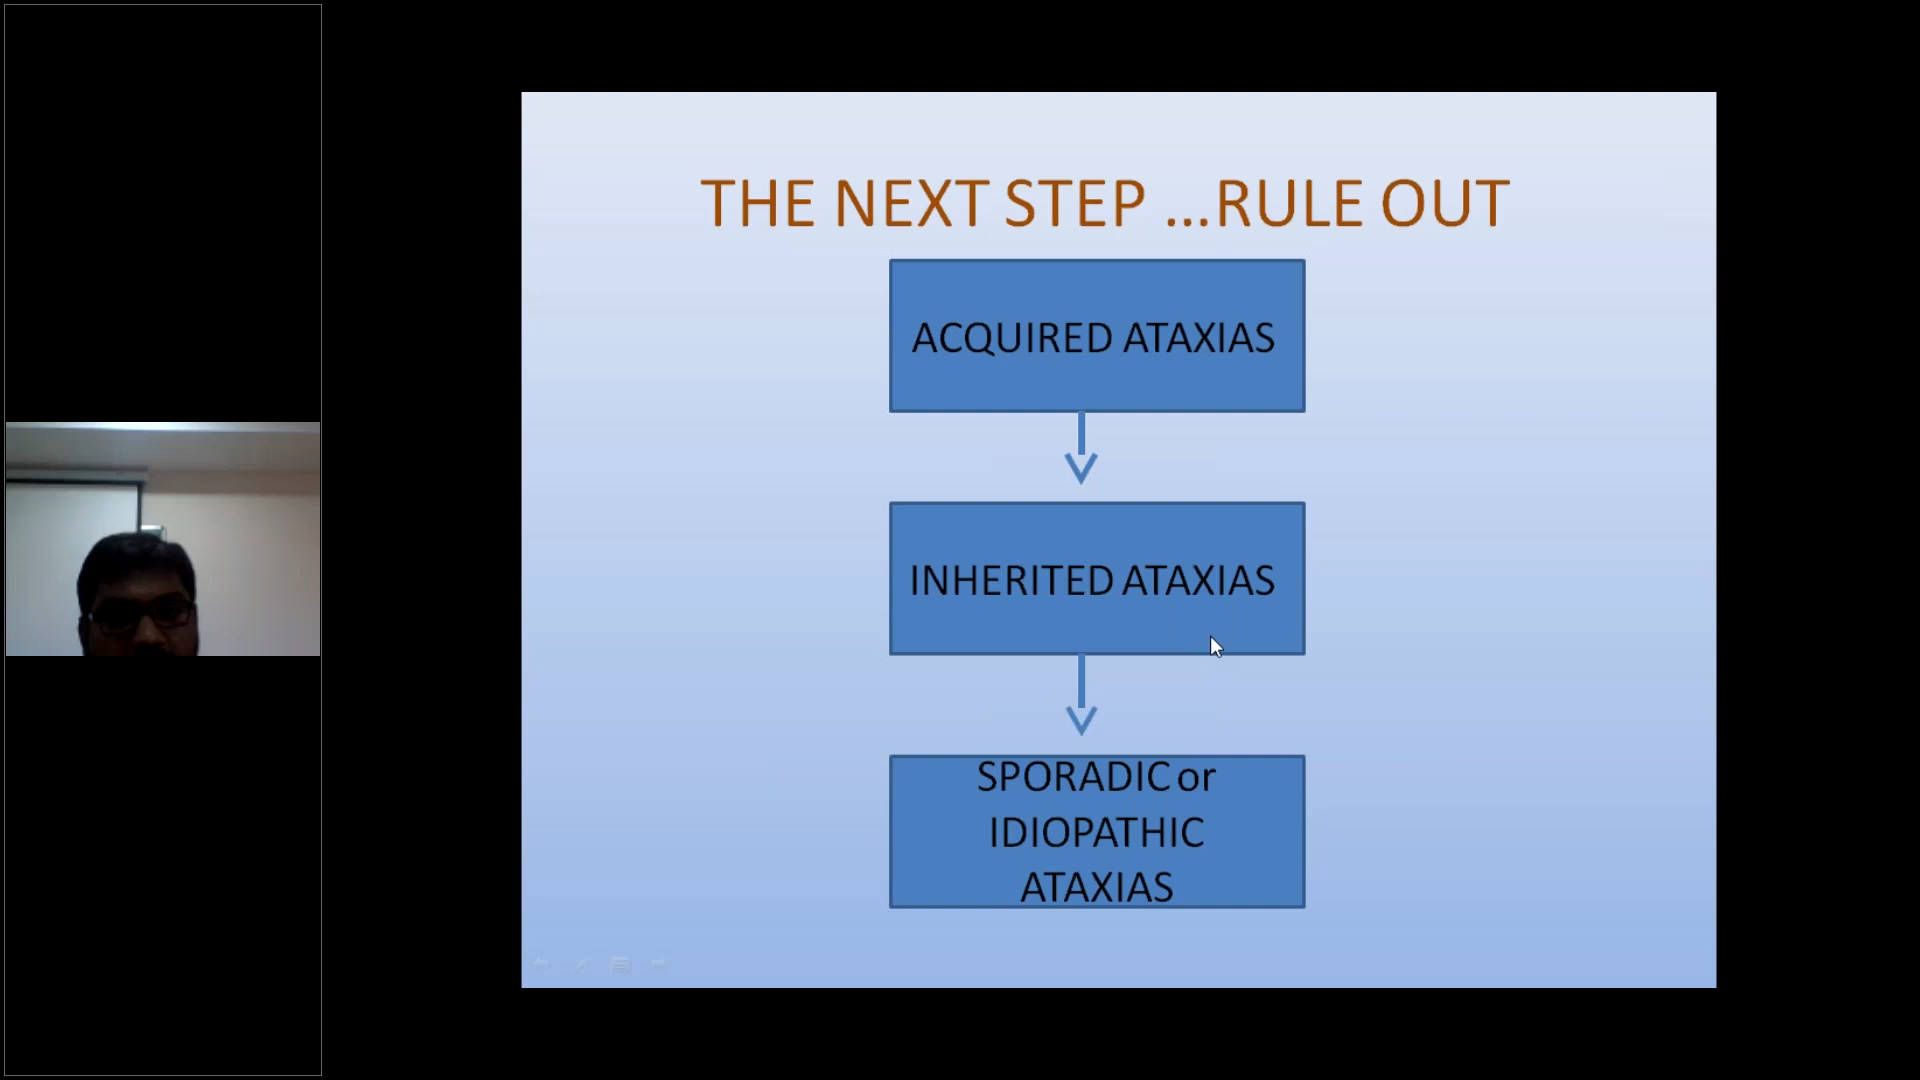 THE NEXT STEP ...RULE OUT
ACQUIRED ATAXIAS
INHERITED ATAXIAS
SPORADIC or
IDIOPATHIC
ATAXIAS